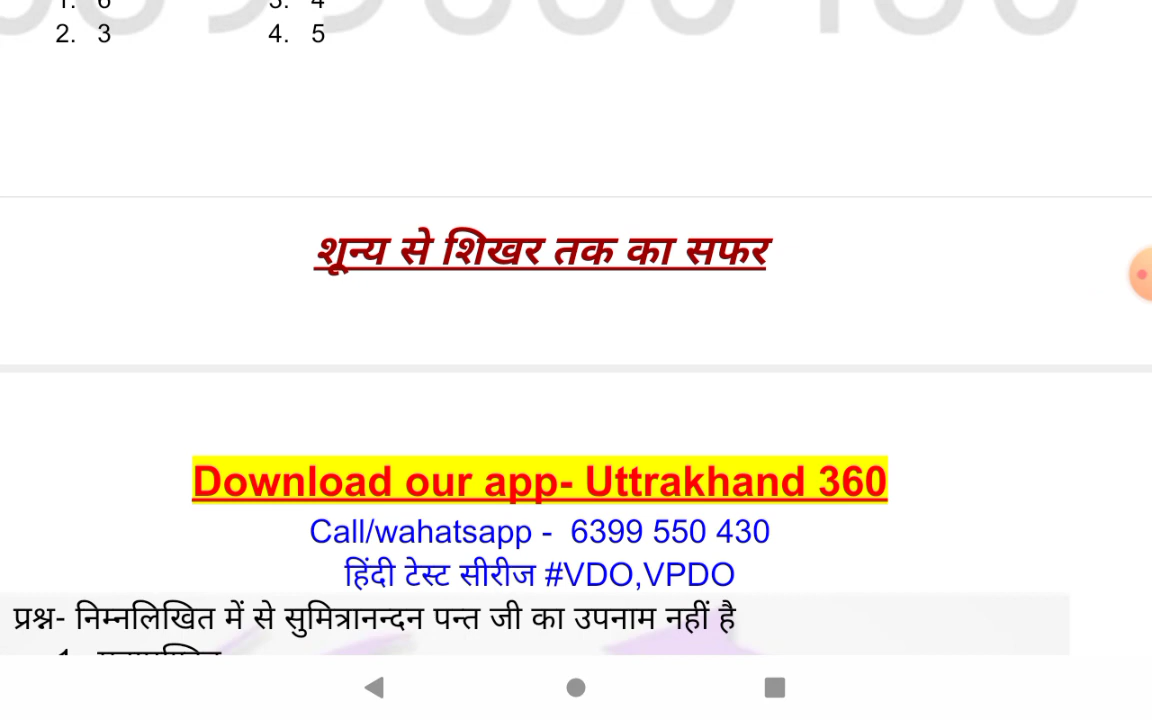 2. 3 4. 5
शून्य से शिखर तक का सफर
Download our app- Uttrakhand 360
Call/wahatsapp - 6399 550 430
हिंदी टेस्ट सीरीज #VDO,VPDO
प्रश्न- निम्नलिखित में से सुमित्रानन्दन पन्त जी का उपनाम नहीं है